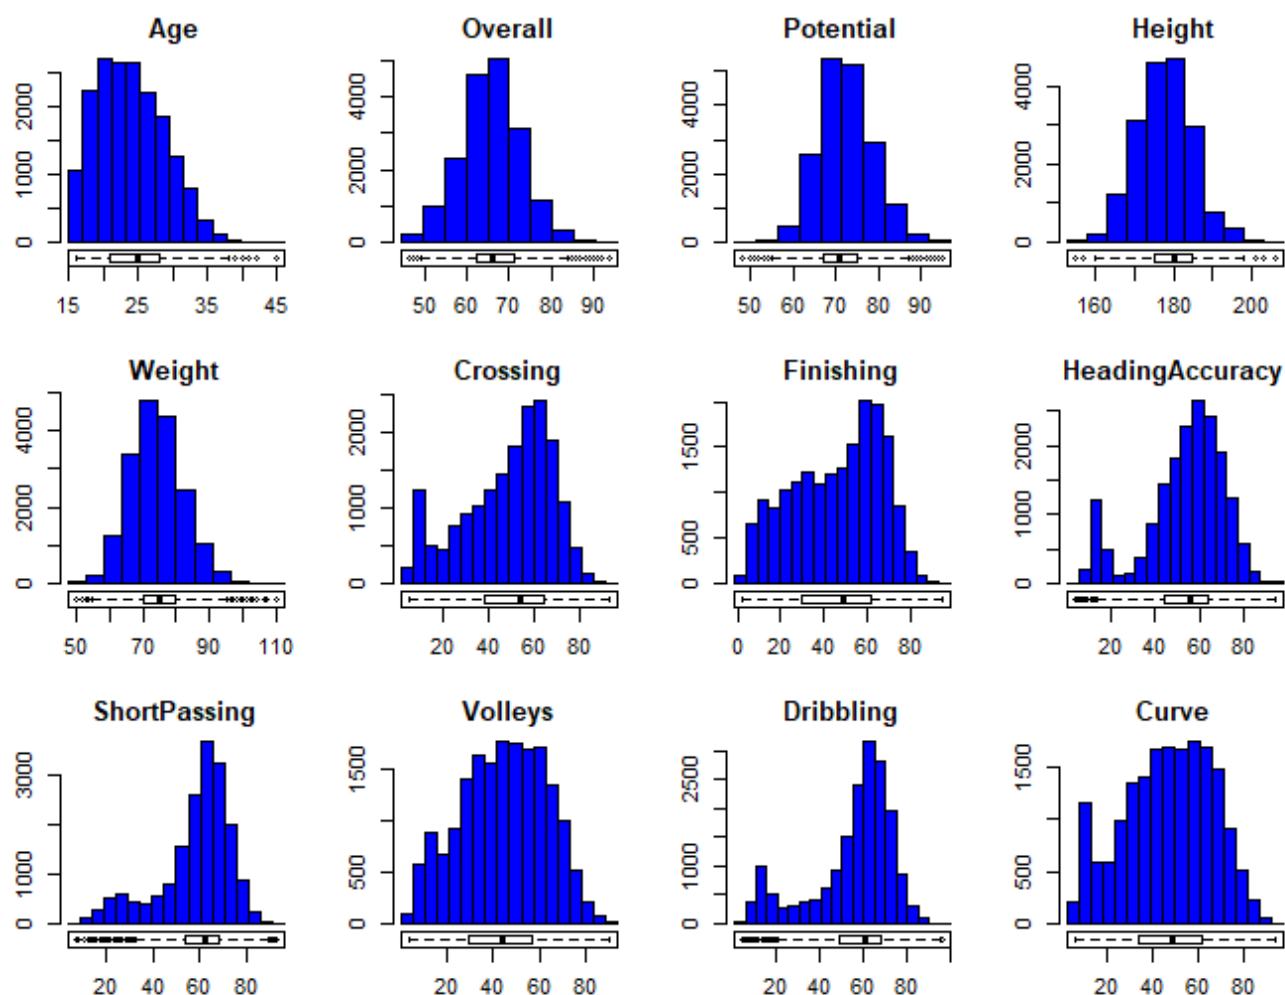 Age Overall Potential Height
0 1000 2000 0 2000 4000 0 2000 4000 0 2000 4000
15 25 35 45 50 60 70 80 90 50 60 70 80 90 160 180 200
Weight Crossing Finishing HeadingAccuracy
0 2000 4000 0 1000 2000 0 500 1500 0 1000 2000
50 70 90 110 20 40 60 80 0 20 40 60 80 20 40 60 80
ShortPassing Volleys Dribbling Curve
0 1000 3000 0 500 1500 0 1000 2500 0 500 1500
20 40 60 80 20 40 60 80 20 40 60 80 20 40 60 80